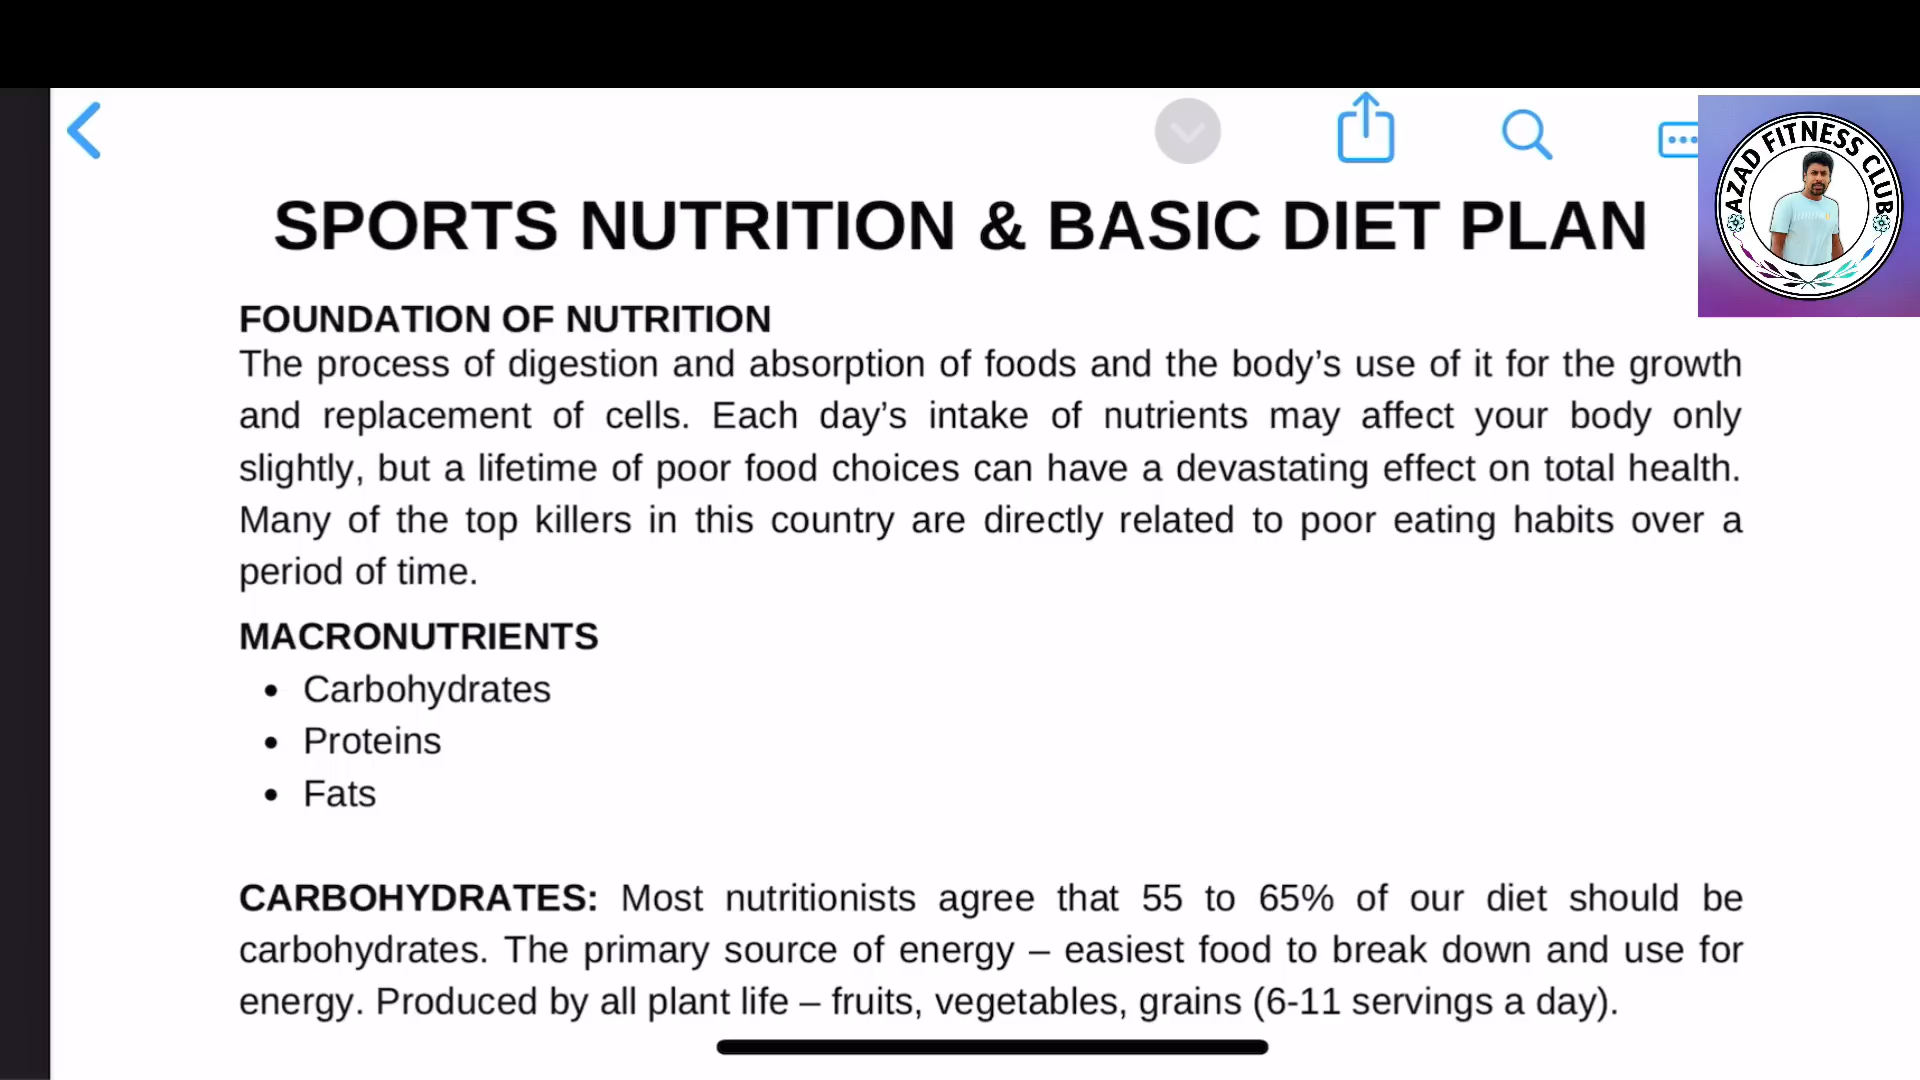 AZAD FITNESS CLUB
SPORTS NUTRITION & BASIC DIET PLAN
FOUNDATION OF NUTRITION
The process of digestion and absorption of foods and the body’s use of it for the growth
and replacement of cells. Each day’s intake of nutrients may affect your body only
slightly, but a lifetime of poor food choices can have a devastating effect on total health.
Many of the top killers in this country are directly related to poor eating habits over a
period of time.
MACRONUTRIENTS
• Carbohydrates
• Proteins
• Fats
CARBOHYDRATES: Most nutritionists agree that 55 to 65% of our diet should be
carbohydrates. The primary source of energy – easiest food to break down and use for
energy. Produced by all plant life – fruits, vegetables, grains (6-11 servings a day).